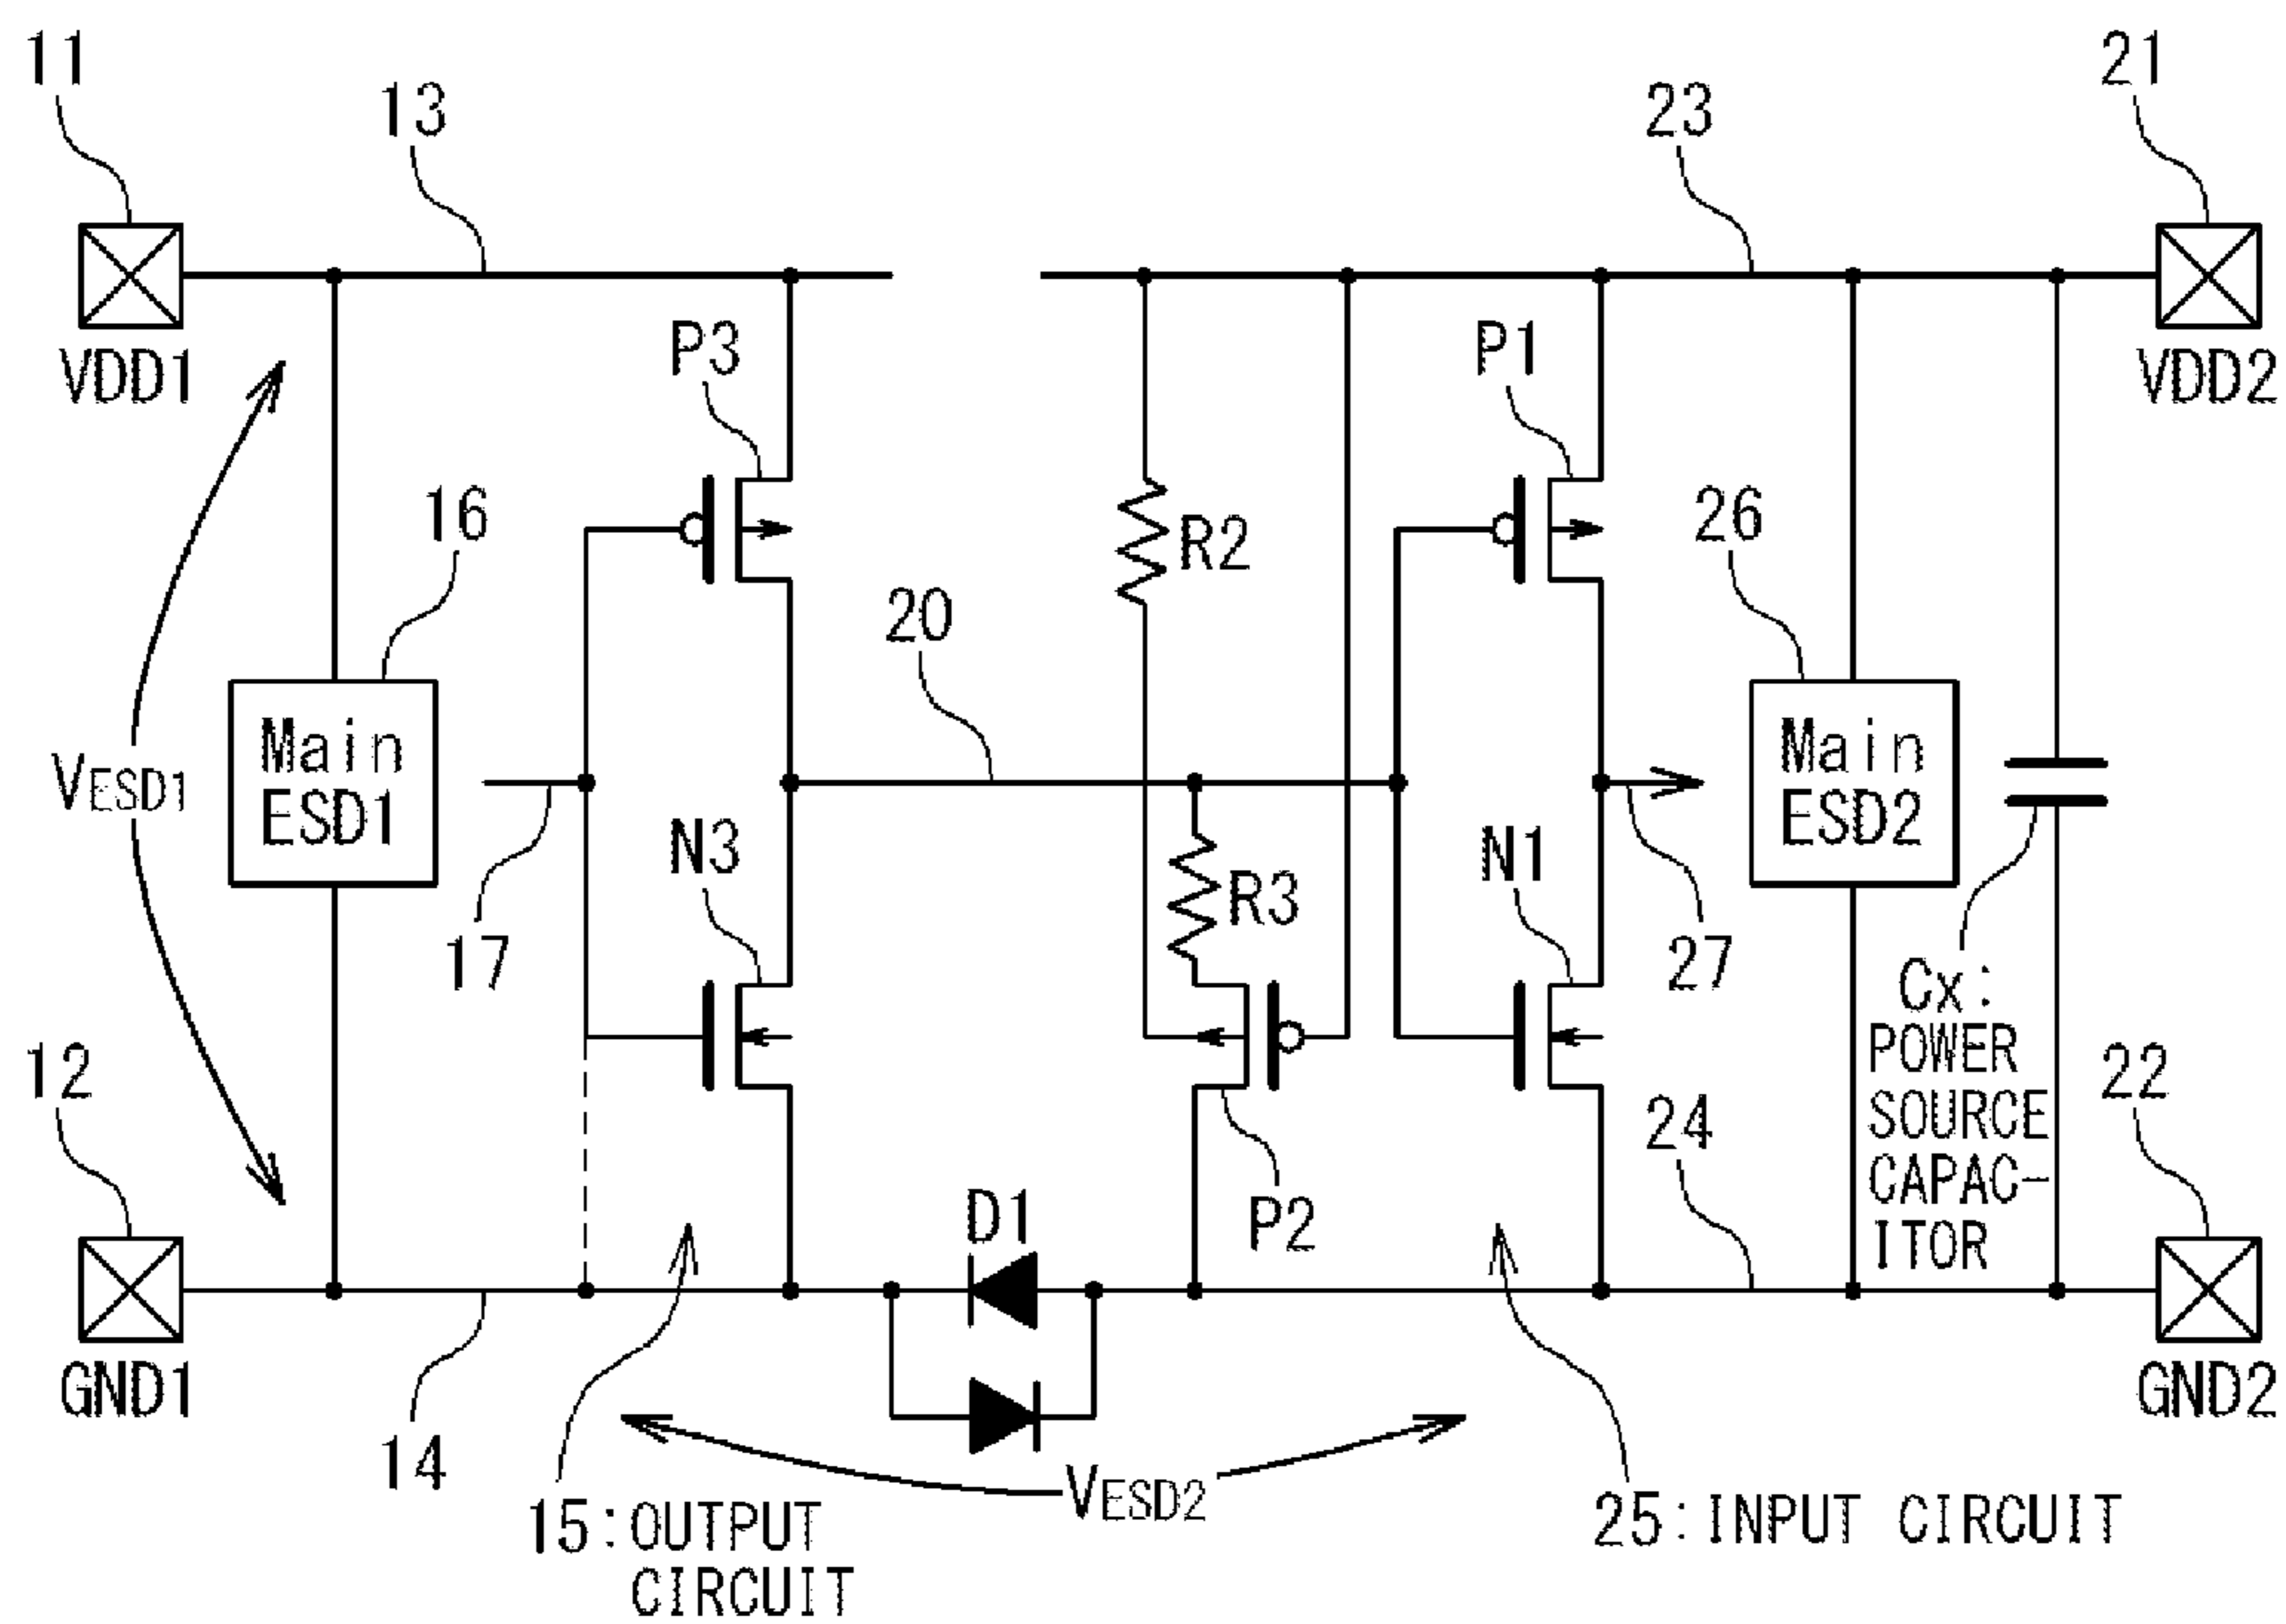 11
13
23
21
VDD1
P3
P1
VDD2
16
R2
26
20
VESD1
Main
ESD1
Main
ESD2
N3
R3
N1
17
27
Cx:
POWER
SOURCE
CAPAC-
ITOR
12
22
24
D1
P2
GND1
GND2
14
VESD2
15:OUTPUT
CIRCUIT
25:INPUT CIRCUIT